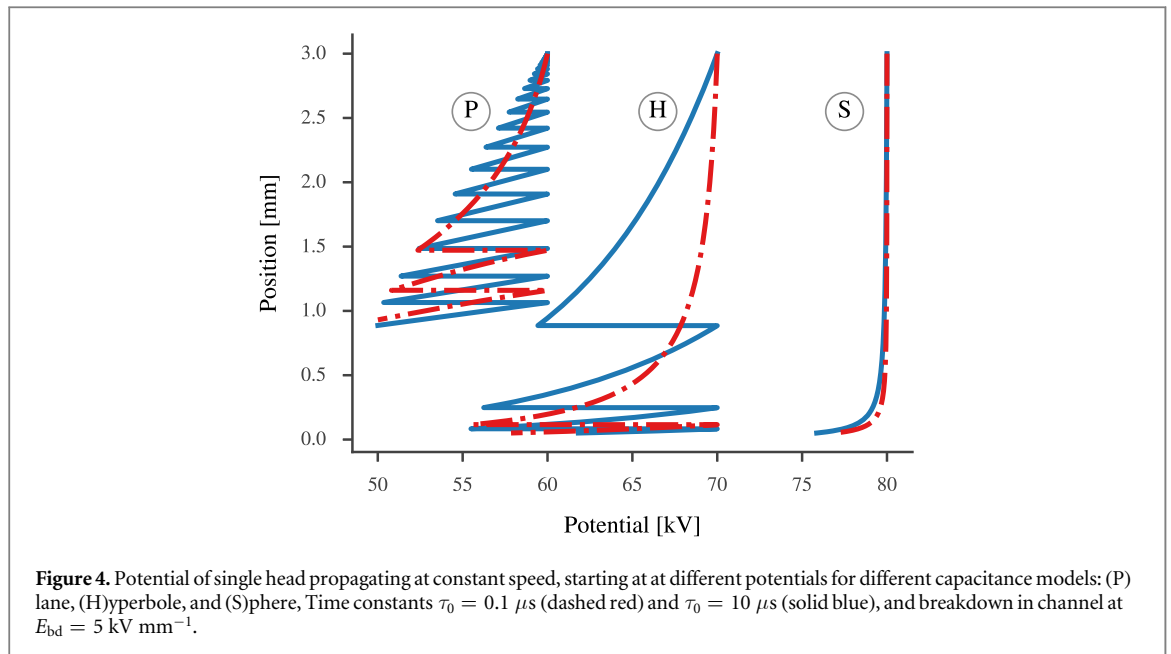 3.0
2.5
2.0
1.5
1.0
0.5
0.0
Position [mm]
P
H
S
50 55 60 65 70 75 80
Potential [kV]
Figure 4. Potential of single head propagating at constant speed, starting at at different potentials for different capacitance models: (P)
lane, (H)yperbole, and (S)phere, Time constants τ₀ = 0.1 μs (dashed red) and τ₀ = 10 μs (solid blue), and breakdown in channel at
E_bd = 5 kV mm⁻¹.